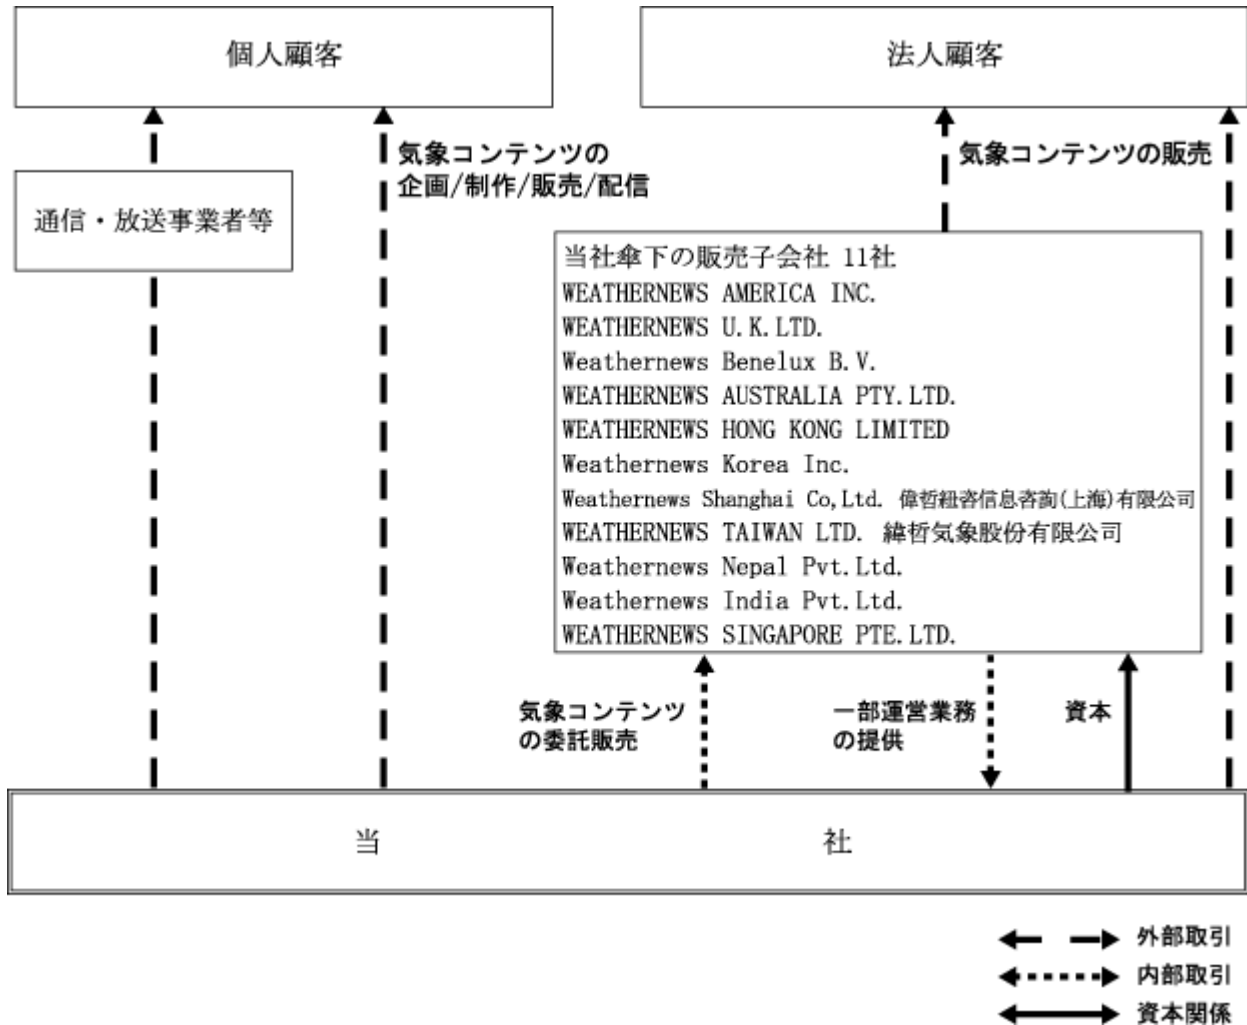 個人顧客
法人顧客
気象コンテンツの
企画/制作/販売/配信
気象コンテンツの販売
通信・放送事業者等
当社傘下の販売子会社 11社
WEATHERNEWS AMERICA INC.
WEATHERNEWS U.K.LTD.
Weathernews Benelux B.V.
WEATHERNEWS AUSTRALIA PTY.LTD.
WEATHERNEWS HONG KONG LIMITED
Weathernews Korea Inc.
Weathernews Shanghai Co,Ltd. 偉哲紐咨信息咨詢(上海)有限公司
WEATHERNEWS TAIWAN LTD. 緯哲気象股份有限公司
Weathernews Nepal Pvt.Ltd.
Weathernews India Pvt.Ltd.
WEATHERNEWS SINGAPORE PTE.LTD.
気象コンテンツ
の委託販売
一部運営業務
の提供
資本
当社
外部取引
内部取引
資本関係